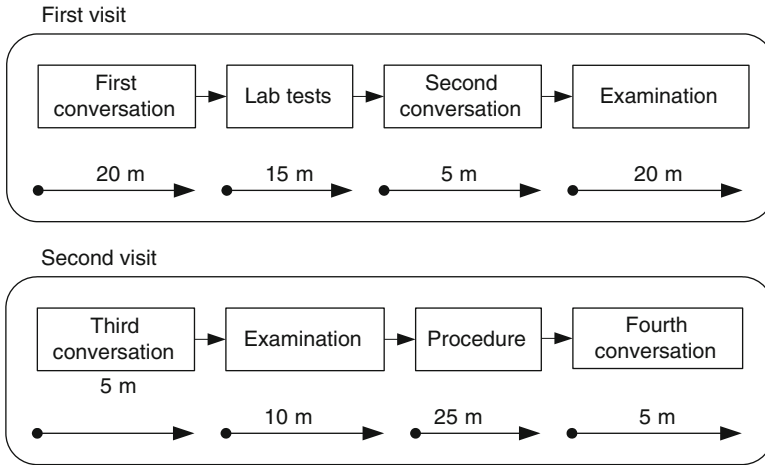 First visit
First
conversation
Lab tests
Second
conversation
Examination
20 m
15 m
5 m
20 m
Second visit
Third
conversation
Examination
Procedure
Fourth
conversation
5 m
10 m
25 m
5 m